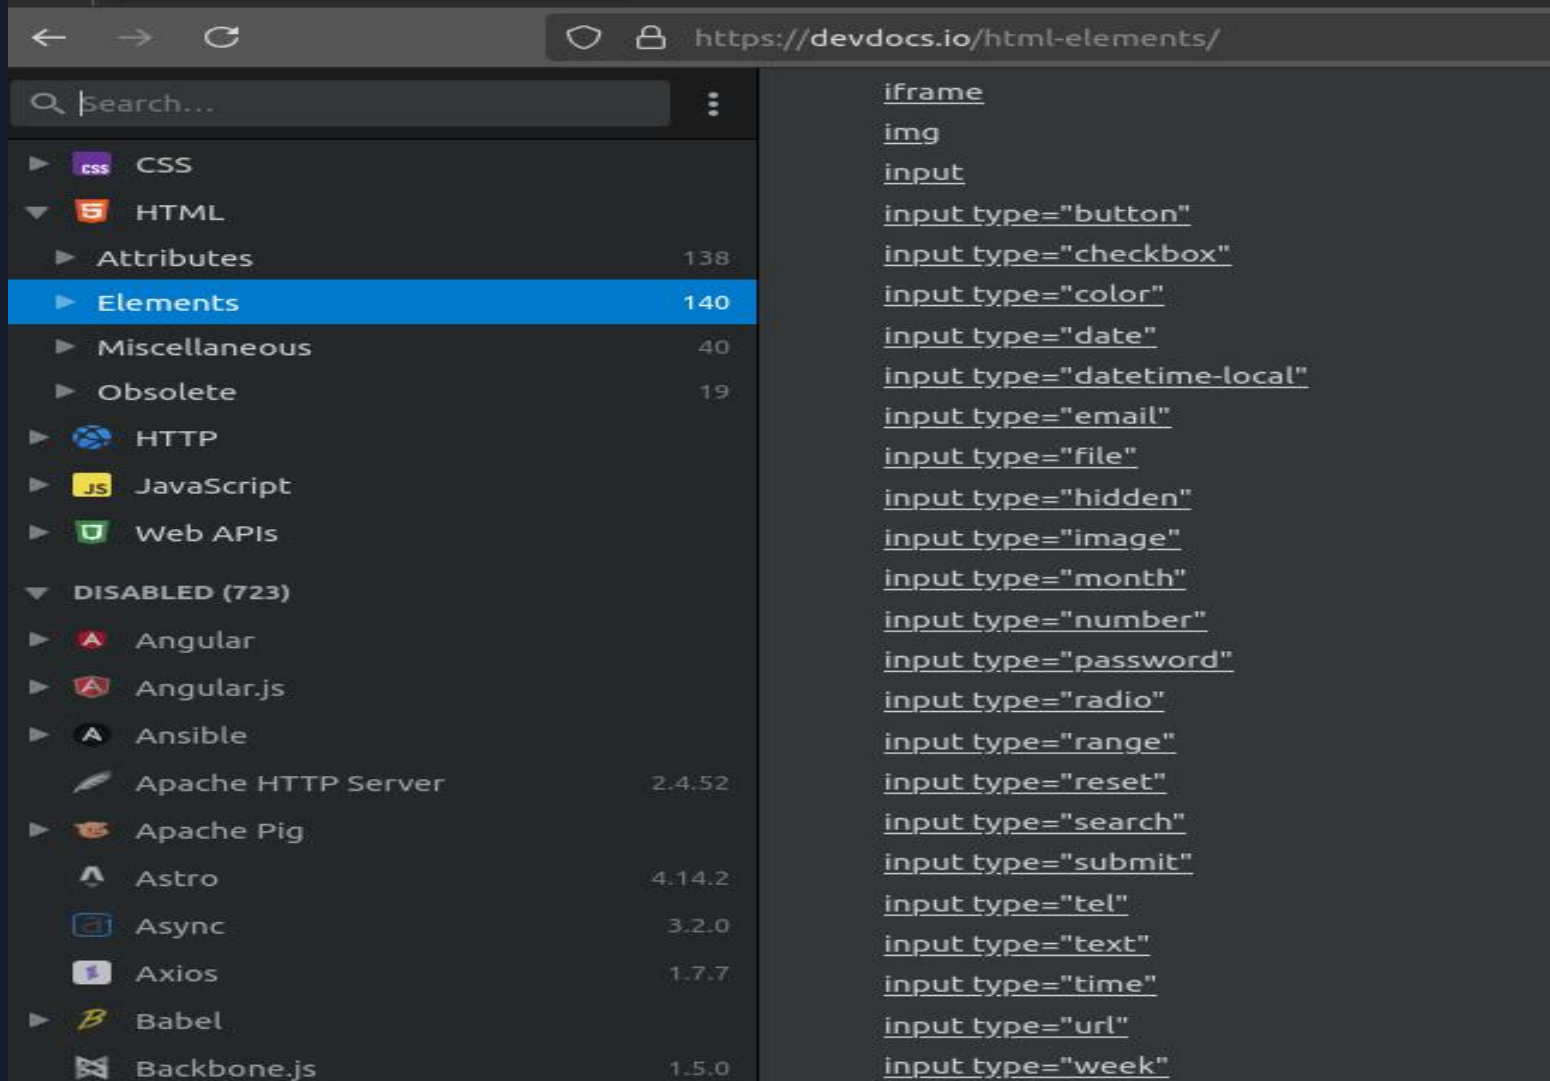 https://devdocs.io/html-elements/
Search...
CSS CSS
5 HTML
Attributes 138
Elements 140
Miscellaneous 40
Obsolete 19
HTTP
JS JavaScript
Web APIs
DISABLED (723)
A Angular
A Angular.js
A Ansible
Apache HTTP Server 2.4.52
Apache Pig
Astro 4.14.2
a Async 3.2.0
Axios 1.7.7
B Babel
Backbone.js 1.5.0
iframe
img
input
input type="button"
input type="checkbox"
input type="color"
input type="date"
input type="datetime-local"
input type="email"
input type="file"
input type="hidden"
input type="image"
input type="month"
input type="number"
input type="password"
input type="radio"
input type="range"
input type="reset"
input type="search"
input type="submit"
input type="tel"
input type="text"
input type="time"
input type="url"
input type="week"